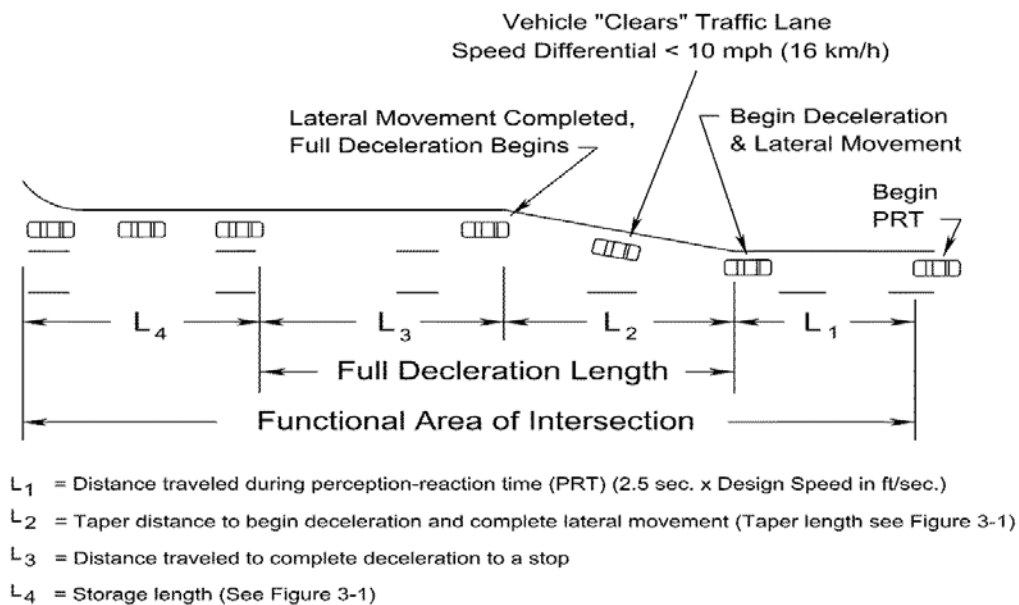 Vehicle "Clears" Traffic Lane
Speed Differential < 10 mph (16 km/h)
Lateral Movement Completed,
Full Deceleration Begins
Begin Deceleration
& Lateral Movement
Begin
PRT
L4
L3
L2
L1
Full Decleration Length
Functional Area of Intersection
L1 = Distance traveled during perception-reaction time (PRT) (2.5 sec. x Design Speed in ft/sec.)
L2 = Taper distance to begin deceleration and complete lateral movement (Taper length see Figure 3-1)
L3 = Distance traveled to complete deceleration to a stop
L4 = Storage length (See Figure 3-1)